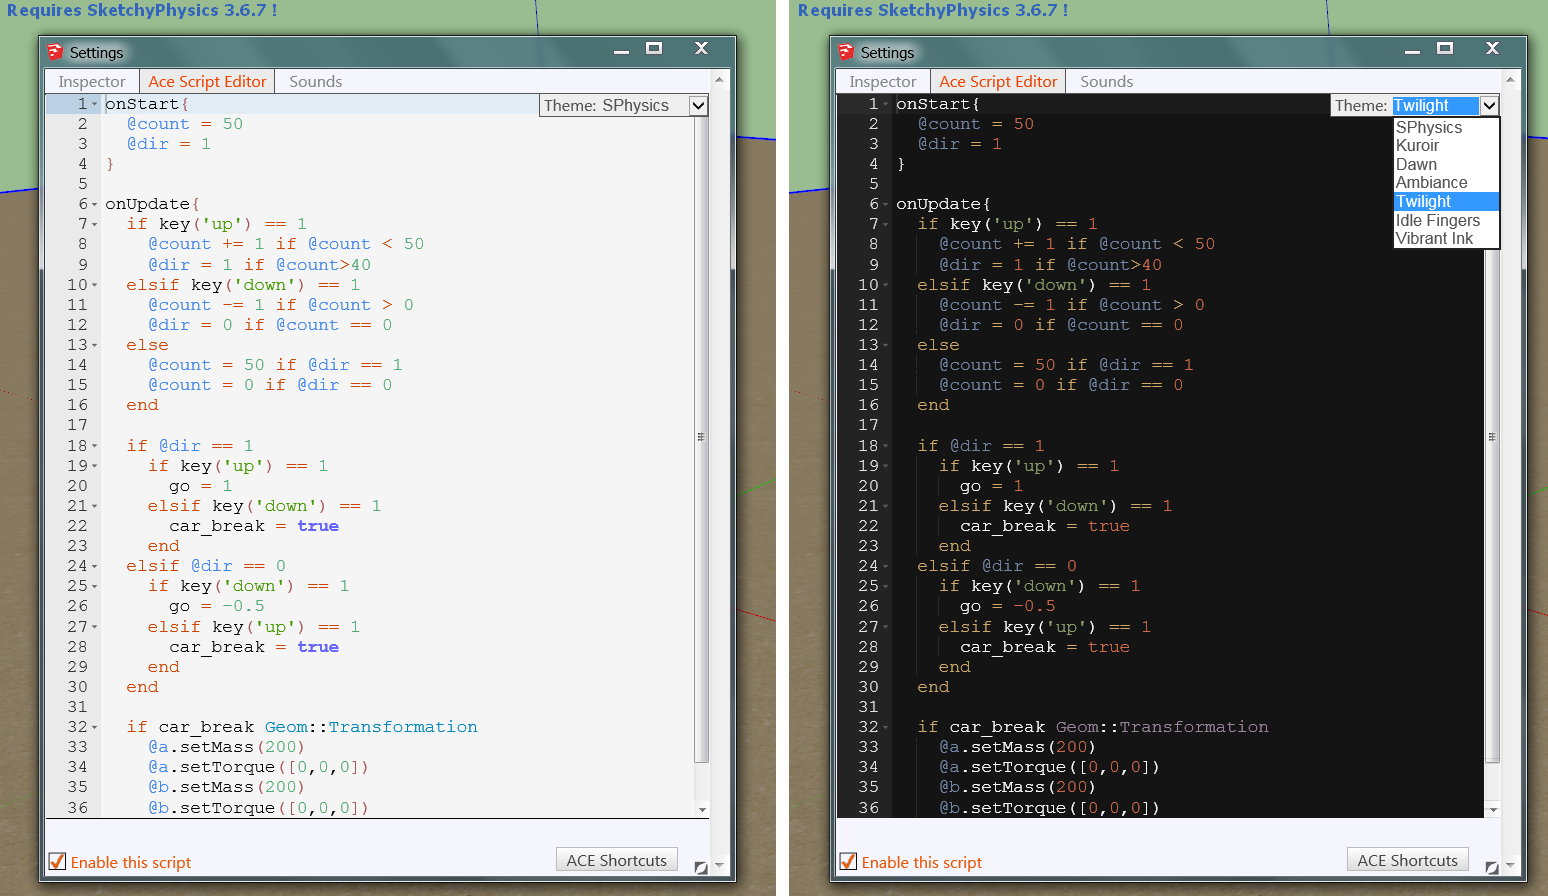 Requires SketchyPhysics 3.6.7 !
Settings
Inspector Ace Script Editor Sounds
Theme: SPhysics
1 onStart{
2 @count = 50
3 @dir = 1
4 }
5
6 onUpdate{
7 if key('up') == 1
8 @count += 1 if @count < 50
9 @dir = 1 if @count>40
10 elsif key('down') == 1
11 @count -= 1 if @count > 0
12 @dir = 0 if @count == 0
13 else
14 @count = 50 if @dir == 1
15 @count = 0 if @dir == 0
16 end
17
18 if @dir == 1
19 if key('up') == 1
20 go = 1
21 elsif key('down') == 1
22 car_break = true
23 end
24 elsif @dir == 0
25 if key('down') == 1
26 go = -0.5
27 elsif key('up') == 1
28 car_break = true
29 end
30 end
31
32 if car_break Geom::Transformation
33 @a.setMass(200)
34 @a.setTorque([0,0,0])
35 @b.setMass(200)
36 @b.setTorque([0,0,0])
Enable this script
ACE Shortcuts
Requires SketchyPhysics 3.6.7 !
Settings
Inspector Ace Script Editor Sounds
Theme: Twilight
SPhysics
Kuroir
Dawn
Ambiance
Twilight
Idle Fingers
Vibrant Ink
1 onStart{
2 @count = 50
3 @dir = 1
4 }
5
6 onUpdate{
7 if key('up') == 1
8 @count += 1 if @count < 50
9 @dir = 1 if @count>40
10 elsif key('down') == 1
11 @count -= 1 if @count > 0
12 @dir = 0 if @count == 0
13 else
14 @count = 50 if @dir == 1
15 @count = 0 if @dir == 0
16 end
17
18 if @dir == 1
19 if key('up') == 1
20 go = 1
21 elsif key('down') == 1
22 car_break = true
23 end
24 elsif @dir == 0
25 if key('down') == 1
26 go = -0.5
27 elsif key('up') == 1
28 car_break = true
29 end
30 end
31
32 if car_break Geom::Transformation
33 @a.setMass(200)
34 @a.setTorque([0,0,0])
35 @b.setMass(200)
36 @b.setTorque([0,0,0])
Enable this script
ACE Shortcuts